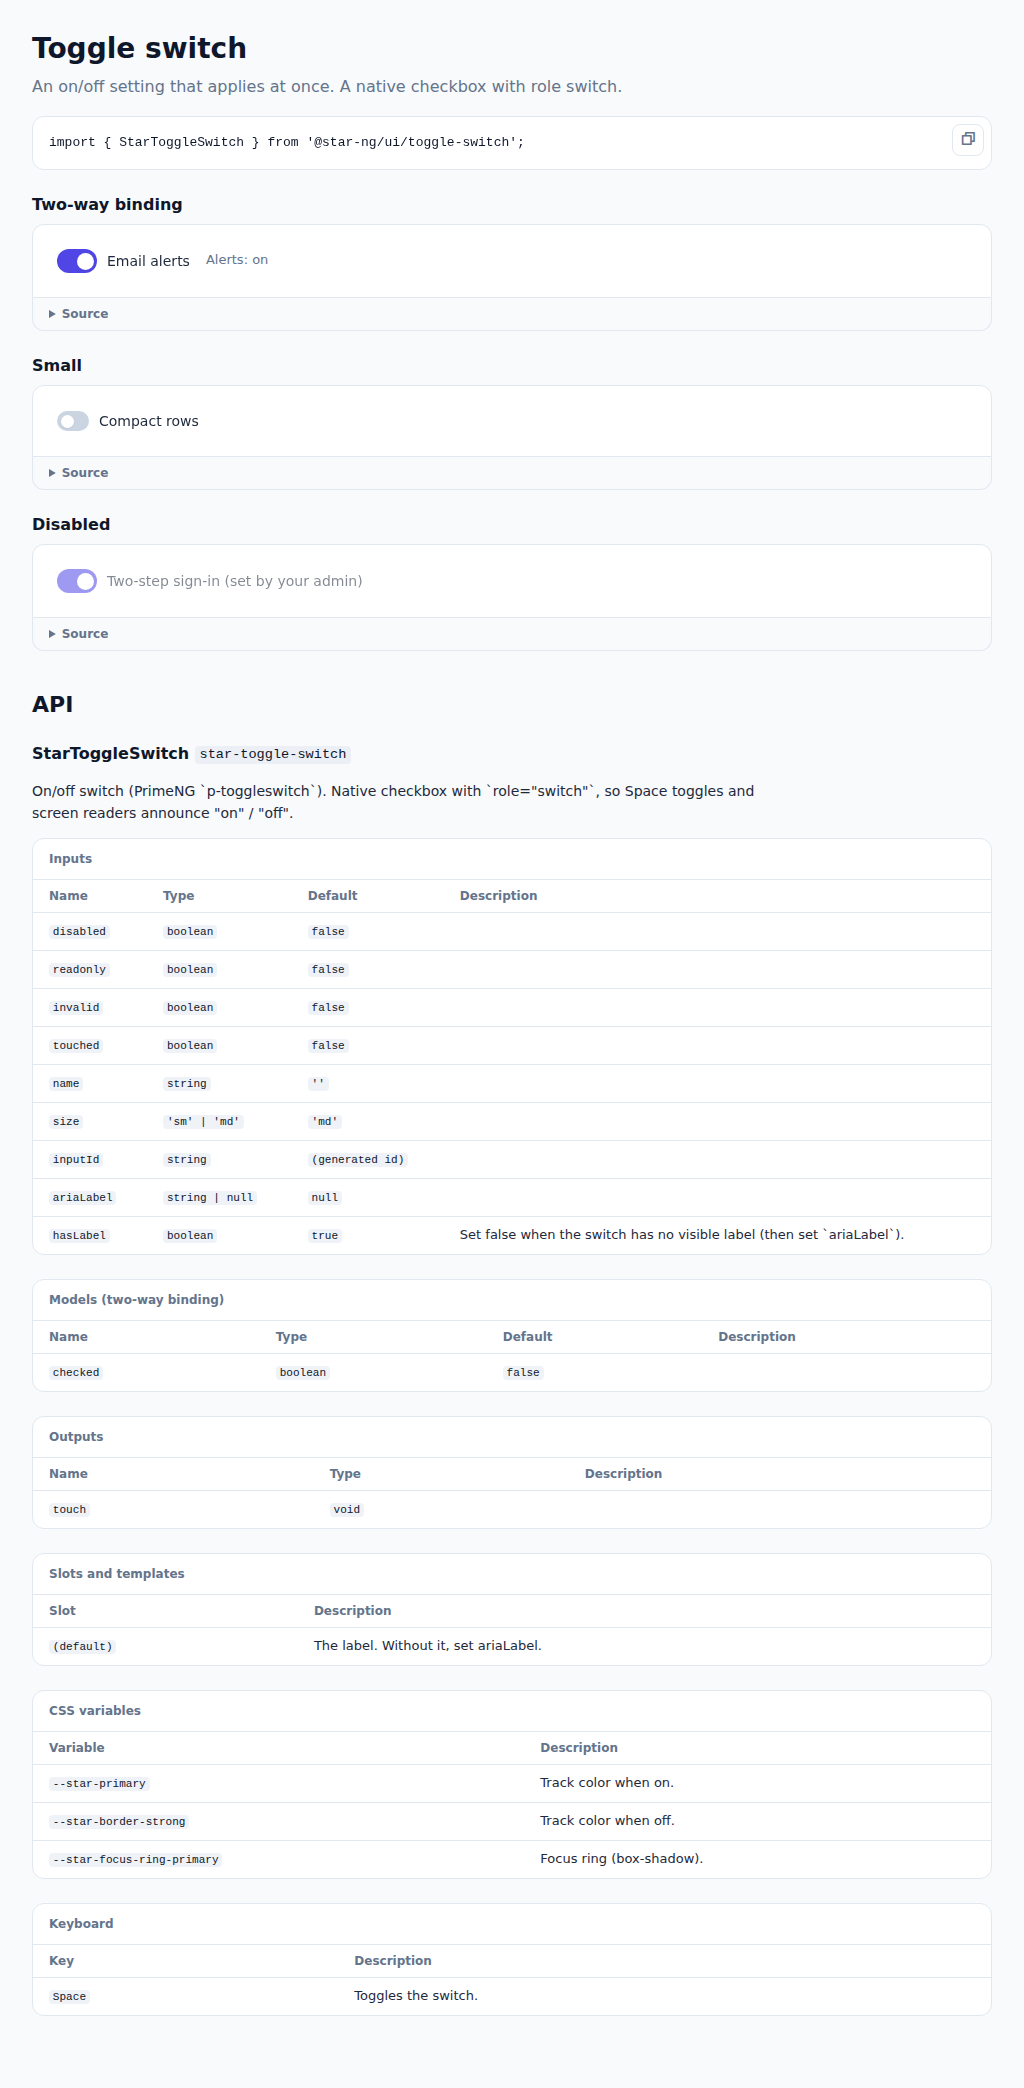 Toggle switch
An on/off setting that applies at once. A native checkbox with role switch.
import { StarToggleSwitch } from '@star-ng/ui/toggle-switch';
Two-way binding
Email alerts Alerts: on
Source
Small
Compact rows
Source
Disabled
Two-step sign-in (set by your admin)
Source
API
StarToggleSwitch star-toggle-switch
On/off switch (PrimeNG `p-toggleswitch`). Native checkbox with `role="switch"`, so Space toggles and
screen readers announce "on" / "off".
Inputs
Name Type Default Description
disabled boolean false
readonly boolean false
invalid boolean false
touched boolean false
name string ''
size 'sm' | 'md' 'md'
inputId string (generated id)
ariaLabel string | null null
hasLabel boolean true Set false when the switch has no visible label (then set `ariaLabel`).
Models (two-way binding)
Name Type Default Description
checked boolean false
Outputs
Name Type Description
touch void
Slots and templates
Slot Description
(default) The label. Without it, set ariaLabel.
CSS variables
Variable Description
--star-primary Track color when on.
--star-border-strong Track color when off.
--star-focus-ring-primary Focus ring (box-shadow).
Keyboard
Key Description
Space Toggles the switch.